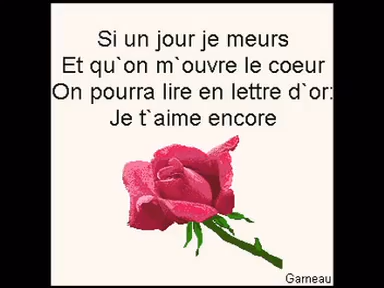 Si un jour je meurs
Et qu`on m`ouvre le coeur
On pourra lire en lettre d`or:
Je t`aime encore
Garneau